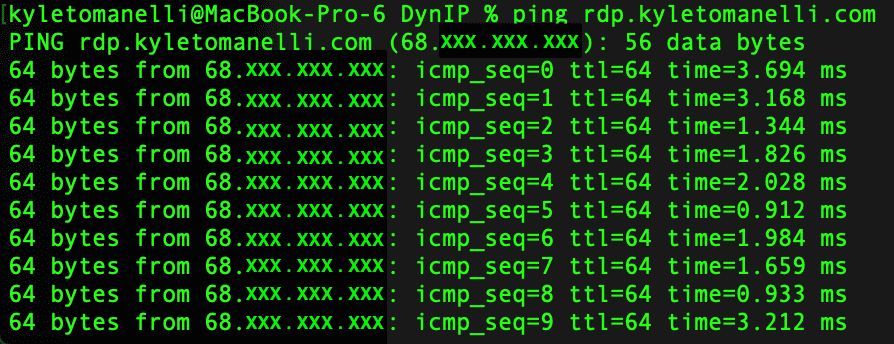 [kyletomanelli@MacBook-Pro-6 DynIP % ping rdp.kyletomanelli.com
PING rdp.kyletomanelli.com (68.xxx.xxx.xxx): 56 data bytes
64 bytes from 68.xxx.xxx.xxx: icmp_seq=0 ttl=64 time=3.694 ms
64 bytes from 68.xxx.xxx.xxx: icmp_seq=1 ttl=64 time=3.168 ms
64 bytes from 68.xxx.xxx.xxx: icmp_seq=2 ttl=64 time=1.344 ms
64 bytes from 68.xxx.xxx.xxx: icmp_seq=3 ttl=64 time=1.826 ms
64 bytes from 68.xxx.xxx.xxx: icmp_seq=4 ttl=64 time=2.028 ms
64 bytes from 68.xxx.xxx.xxx: icmp_seq=5 ttl=64 time=0.912 ms
64 bytes from 68.xxx.xxx.xxx: icmp_seq=6 ttl=64 time=1.984 ms
64 bytes from 68.xxx.xxx.xxx: icmp_seq=7 ttl=64 time=1.659 ms
64 bytes from 68.xxx.xxx.xxx: icmp_seq=8 ttl=64 time=0.933 ms
64 bytes from 68.xxx.xxx.xxx: icmp_seq=9 ttl=64 time=3.212 ms